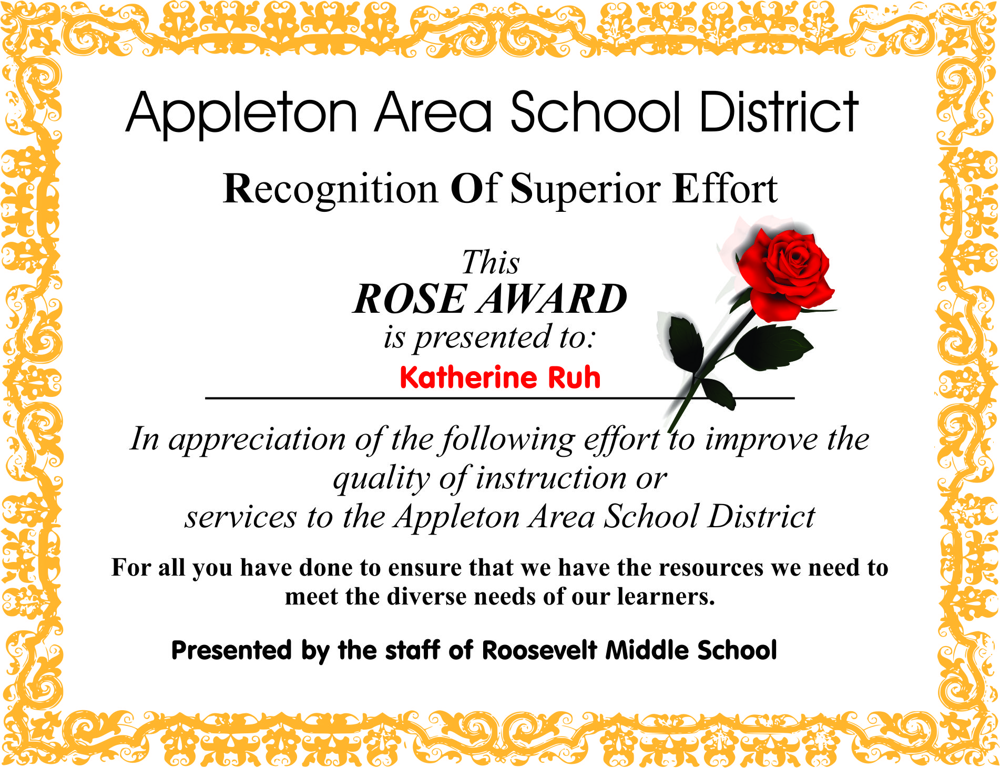 Appleton Area School District
Recognition Of Superior Effort
This
ROSE AWARD
is presented to:
Katherine Ruh
In appreciation of the following effort to improve the
quality of instruction or
services to the Appleton Area School District
For all you have done to ensure that we have the resources we need to
meet the diverse needs of our learners.
Presented by the staff of Roosevelt Middle School